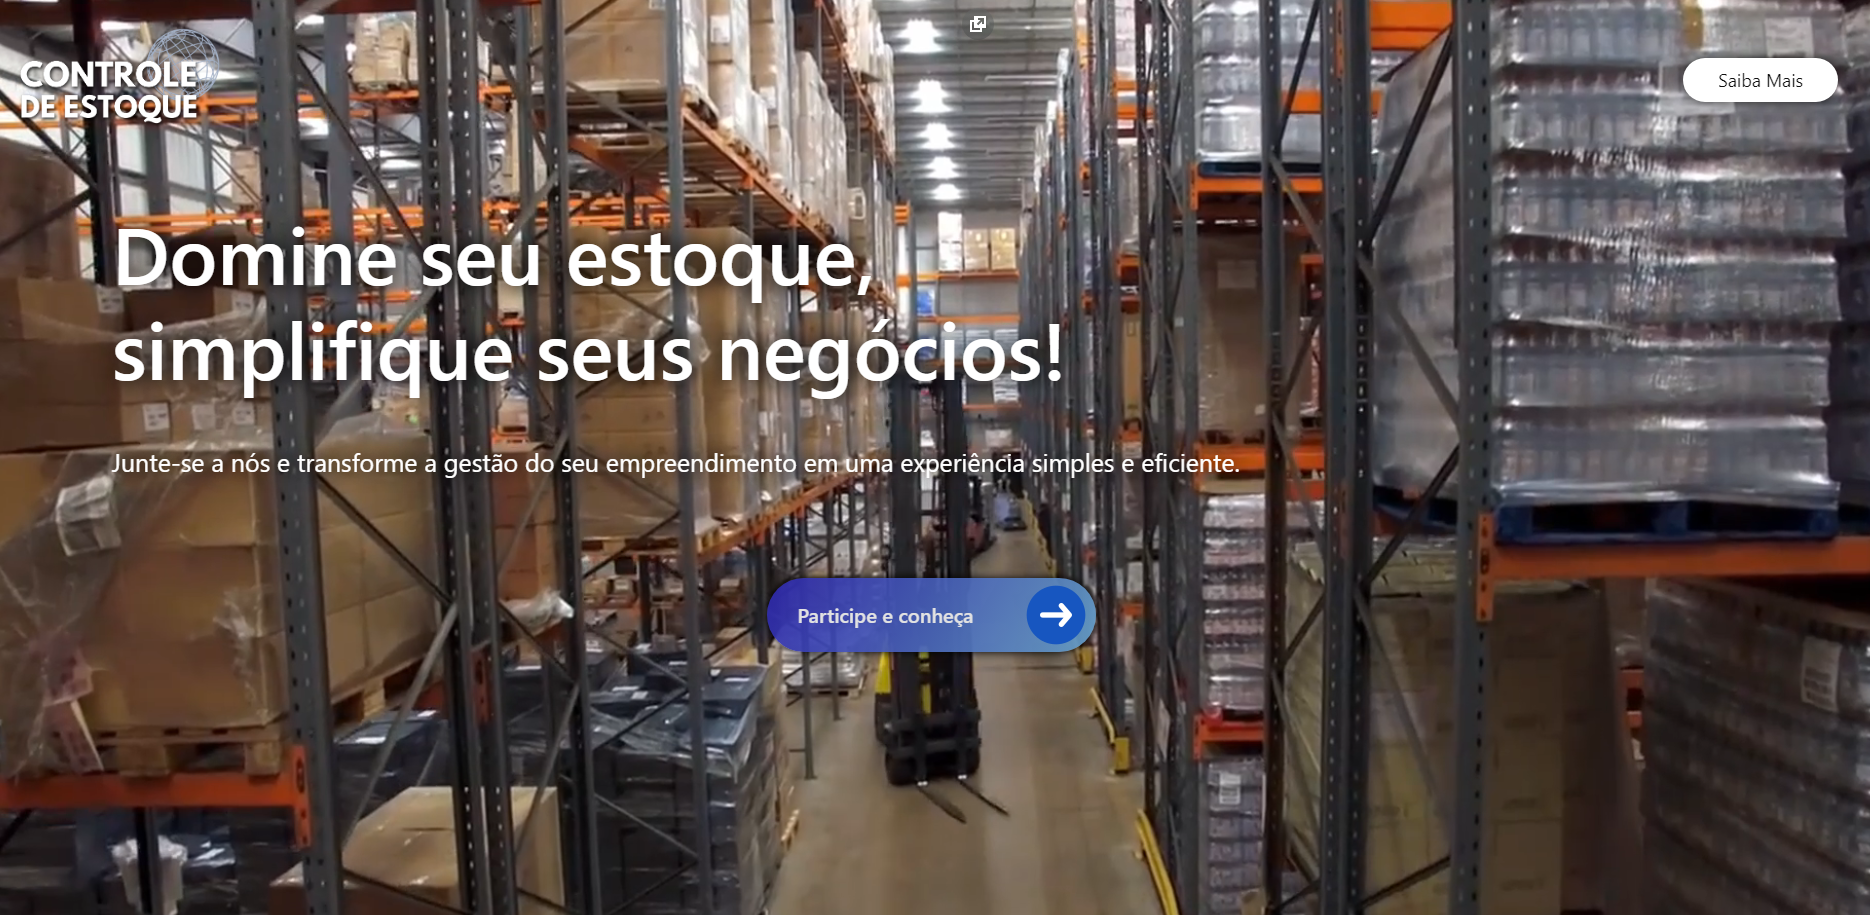 CONTROLE
DE ESTOQUE
Saiba Mais
Domine seu estoque,
simplifique seus negócios!
Junte-se a nós e transforme a gestão do seu empreendimento em uma experiência simples e eficiente.
Participe e conheça